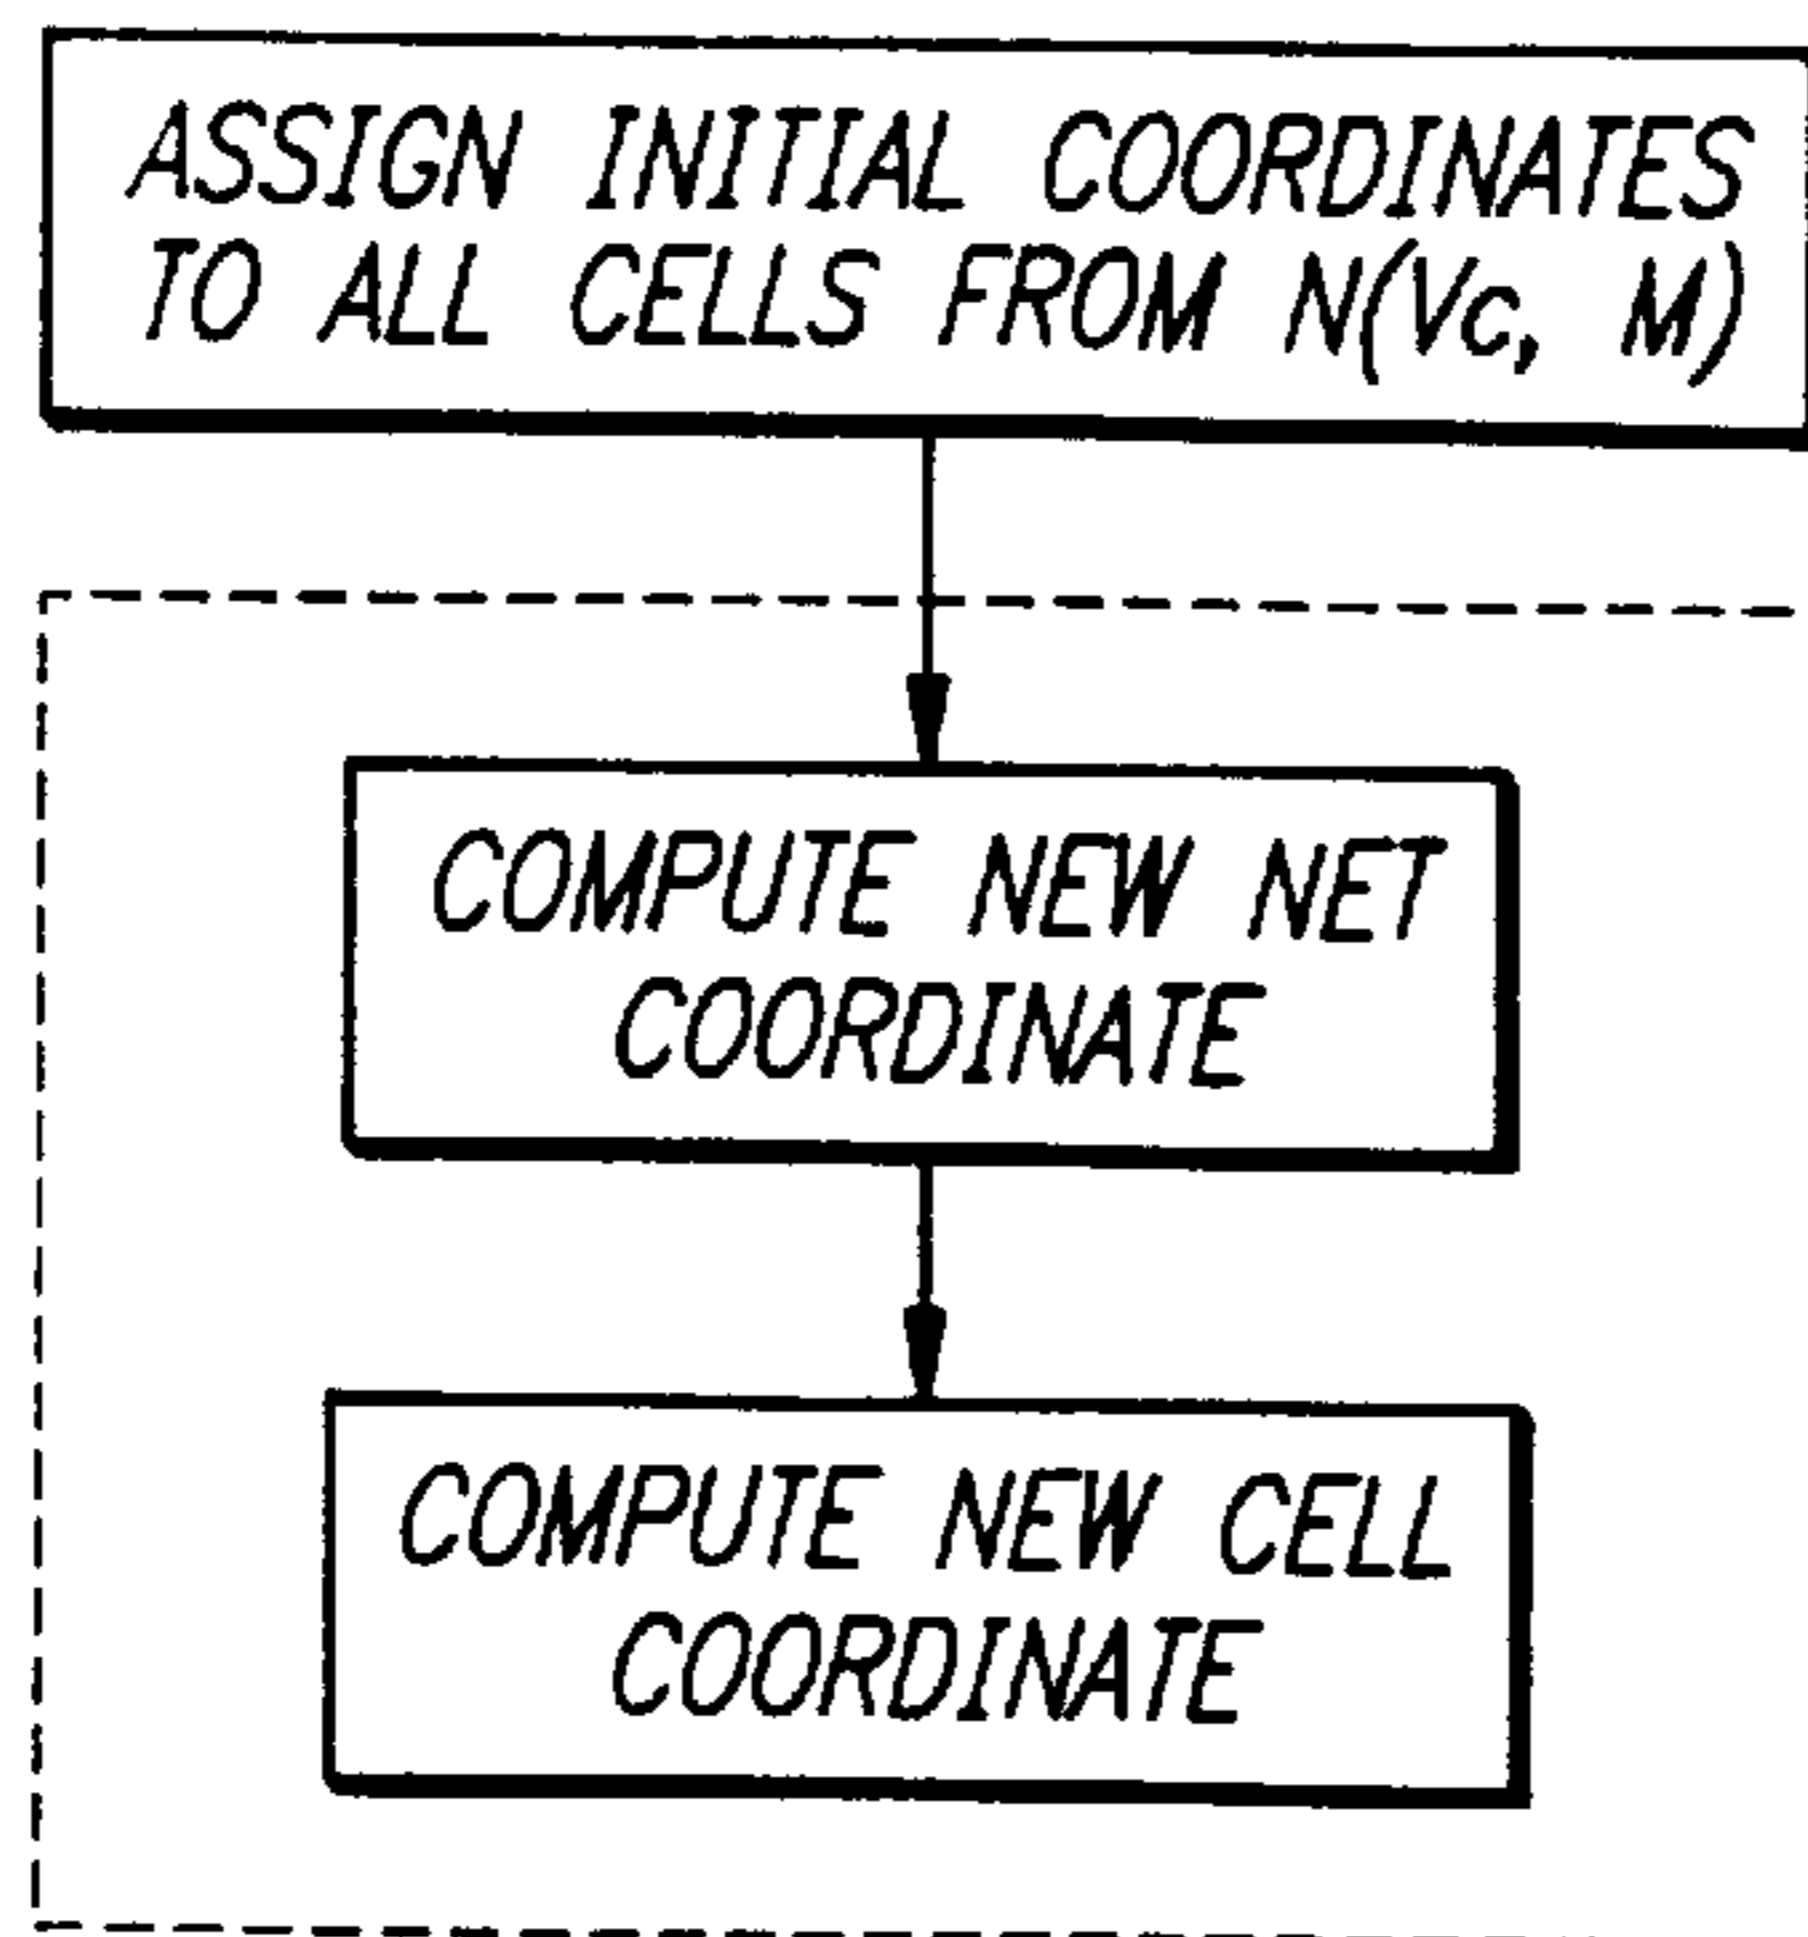 ASSIGN INITIAL COORDINATES
TO ALL CELLS FROM N(Vc, M)
COMPUTE NEW NET
COORDINATE
COMPUTE NEW CELL
COORDINATE